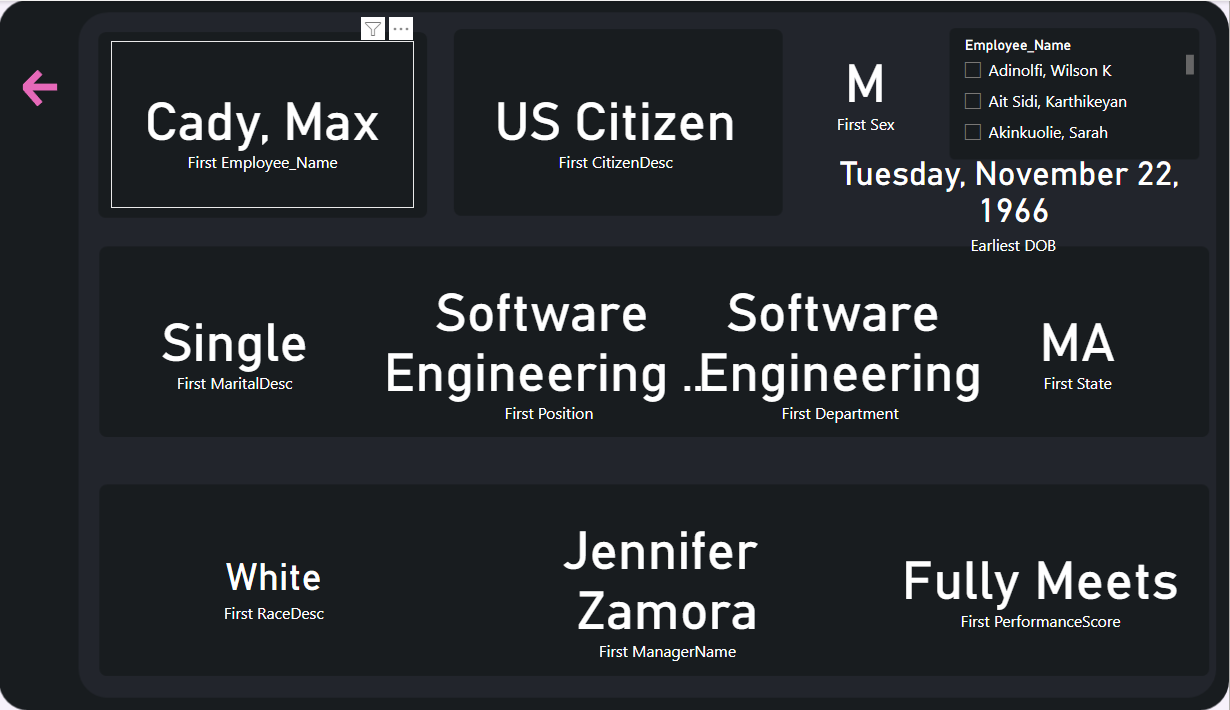 Cady, Max
First Employee_Name
US Citizen
First CitizenDesc
M
First Sex
Employee_Name
Adinolfi, Wilson K
Ait Sidi, Karthikeyan
Akinkuolie, Sarah
Tuesday, November 22,
1966
Earliest DOB
Single
First MaritalDesc
Software
Engineering ...
First Position
Software
Engineering
First Department
MA
First State
White
First RaceDesc
Jennifer
Zamora
First ManagerName
Fully Meets
First PerformanceScore